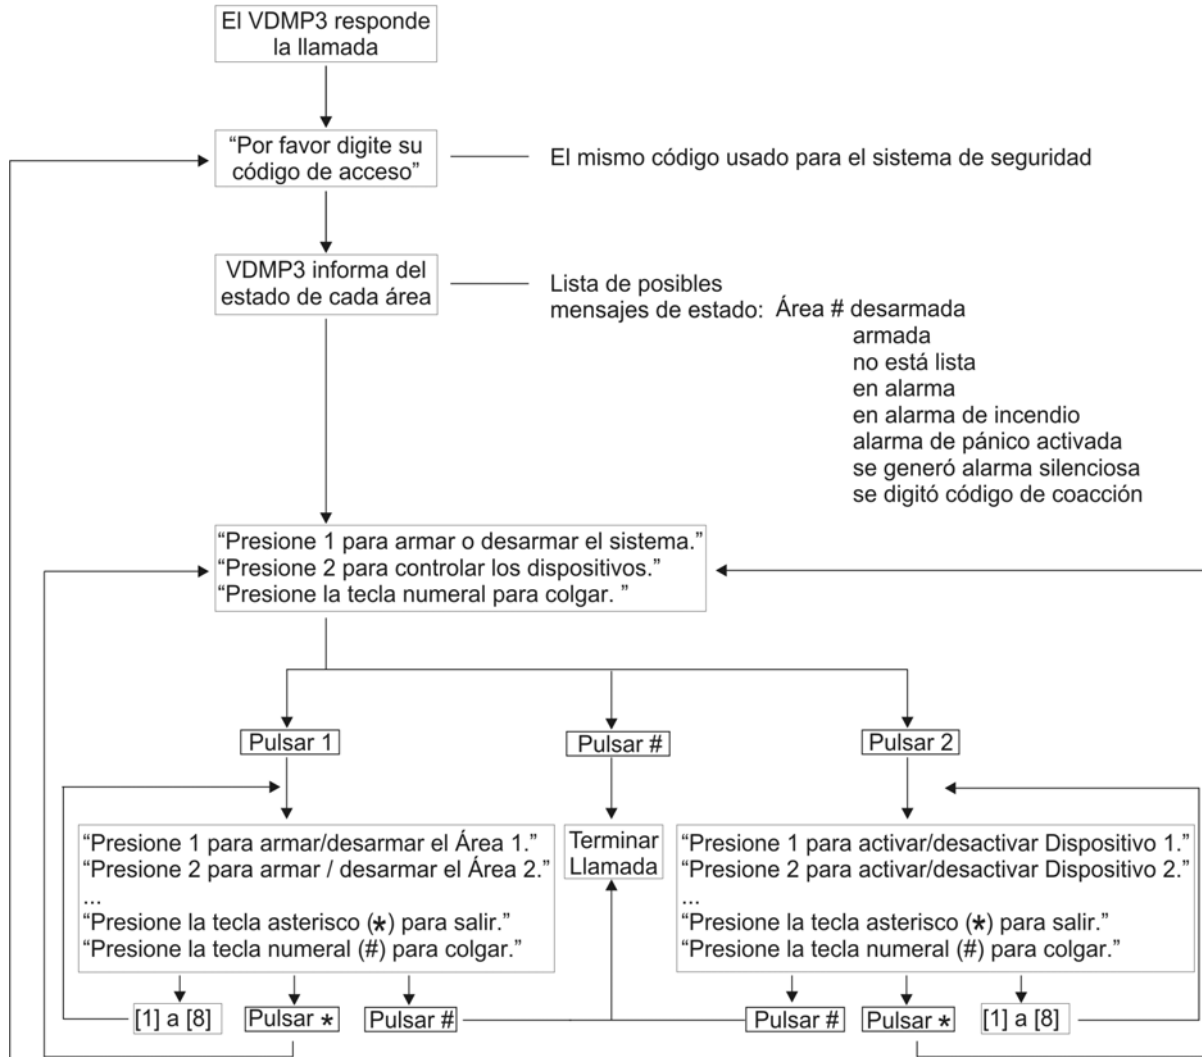 El VDMP3 responde
la llamada
“Por favor digite su
código de acceso”
El mismo código usado para el sistema de seguridad
VDMP3 informa del
estado de cada área
Lista de posibles
mensajes de estado: Área # desarmada
armada
no está lista
en alarma
en alarma de incendio
alarma de pánico activada
se generó alarma silenciosa
se digitó código de coacción
“Presione 1 para armar o desarmar el sistema.”
“Presione 2 para controlar los dispositivos.”
“Presione la tecla numeral para colgar. ”
Pulsar 1
Pulsar #
Pulsar 2
“Presione 1 para armar/desarmar el Área 1.”
“Presione 2 para armar / desarmar el Área 2.”
...
“Presione la tecla asterisco (*) para salir.”
“Presione la tecla numeral (#) para colgar.”
Terminar
Llamada
“Presione 1 para activar/desactivar Dispositivo 1.”
“Presione 2 para activar/desactivar Dispositivo 2.”
...
“Presione la tecla asterisco (*) para salir.”
“Presione la tecla numeral (#) para colgar.”
[1] a [8]
Pulsar *
Pulsar #
Pulsar #
Pulsar *
[1] a [8]